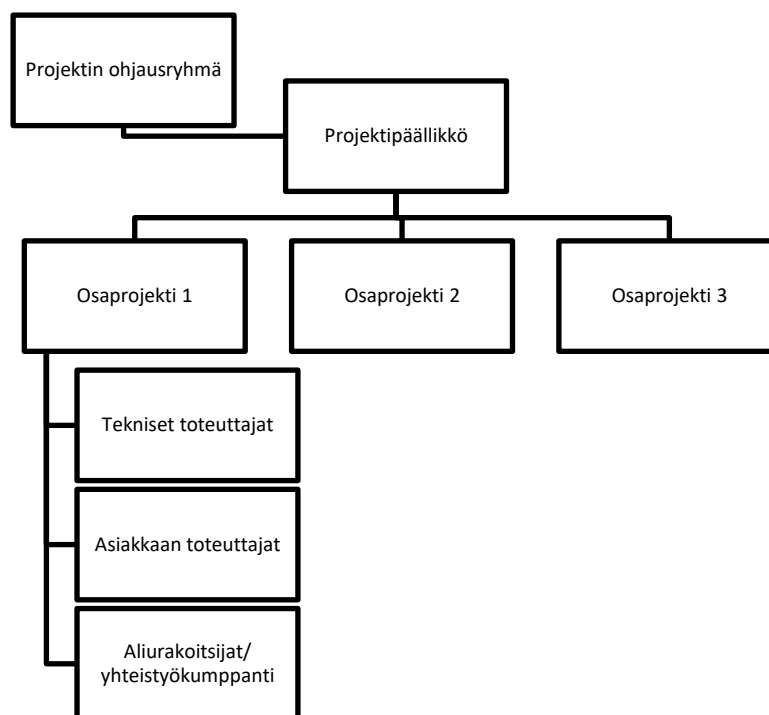 Projektin ohjausryhmä
Projektipäällikkö
Osaprojekti 1
Osaprojekti 2
Osaprojekti 3
Tekniset toteuttajat
Asiakkaan toteuttajat
Aliurakoitsijat/
yhteistyökumppanti